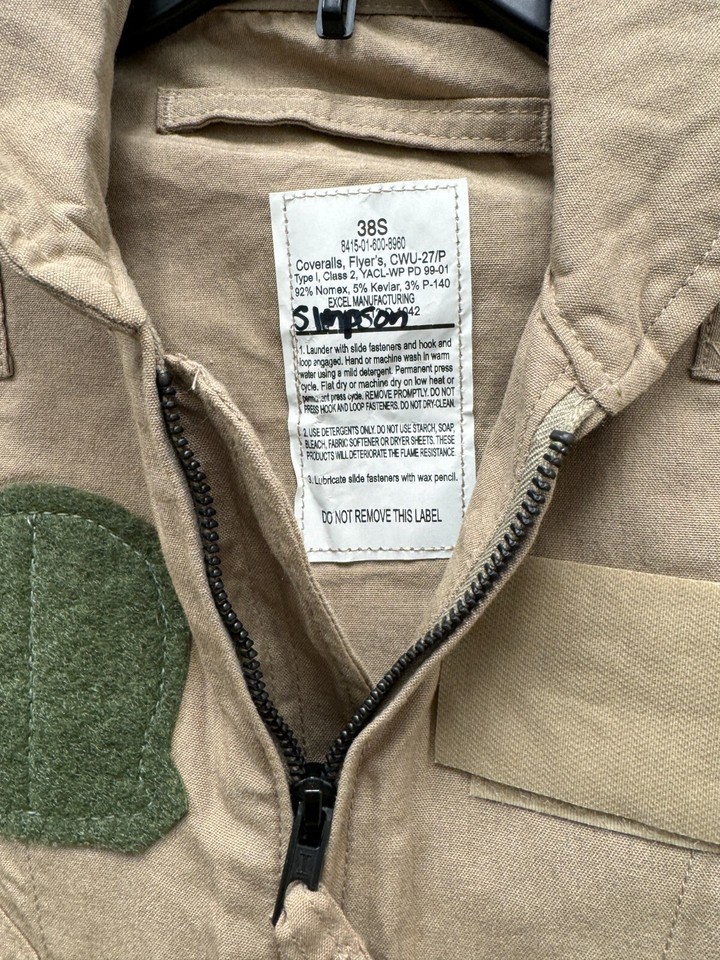 38S
8415-01-600-8960
Coveralls, Flyer's, CWU-27/P
Type I, Class 2, YACL-WP PD 99-01
92% Nomex, 5% Kevlar, 3% P-140
EXCEL MANUFACTURING
Simpson
1. Launder with slide fasteners and hook and
loop engaged. Hand or machine wash in warm
water using a mild detergent. Permanent press
cycle. Flat dry or machine dry on low heat or
permanent press cycle. REMOVE PROMPTLY. DO NOT
PRESS HOOK AND LOOP FASTENERS. DO NOT DRY-CLEAN.
2. USE DETERGENTS ONLY. DO NOT USE STARCH, SOAP,
BLEACH, FABRIC SOFTENER OR DRYER SHEETS. THESE
PRODUCTS WILL DETERIORATE THE FLAME RESISTANCE
3. Lubricate slide fasteners with wax pencil.
DO NOT REMOVE THIS LABEL